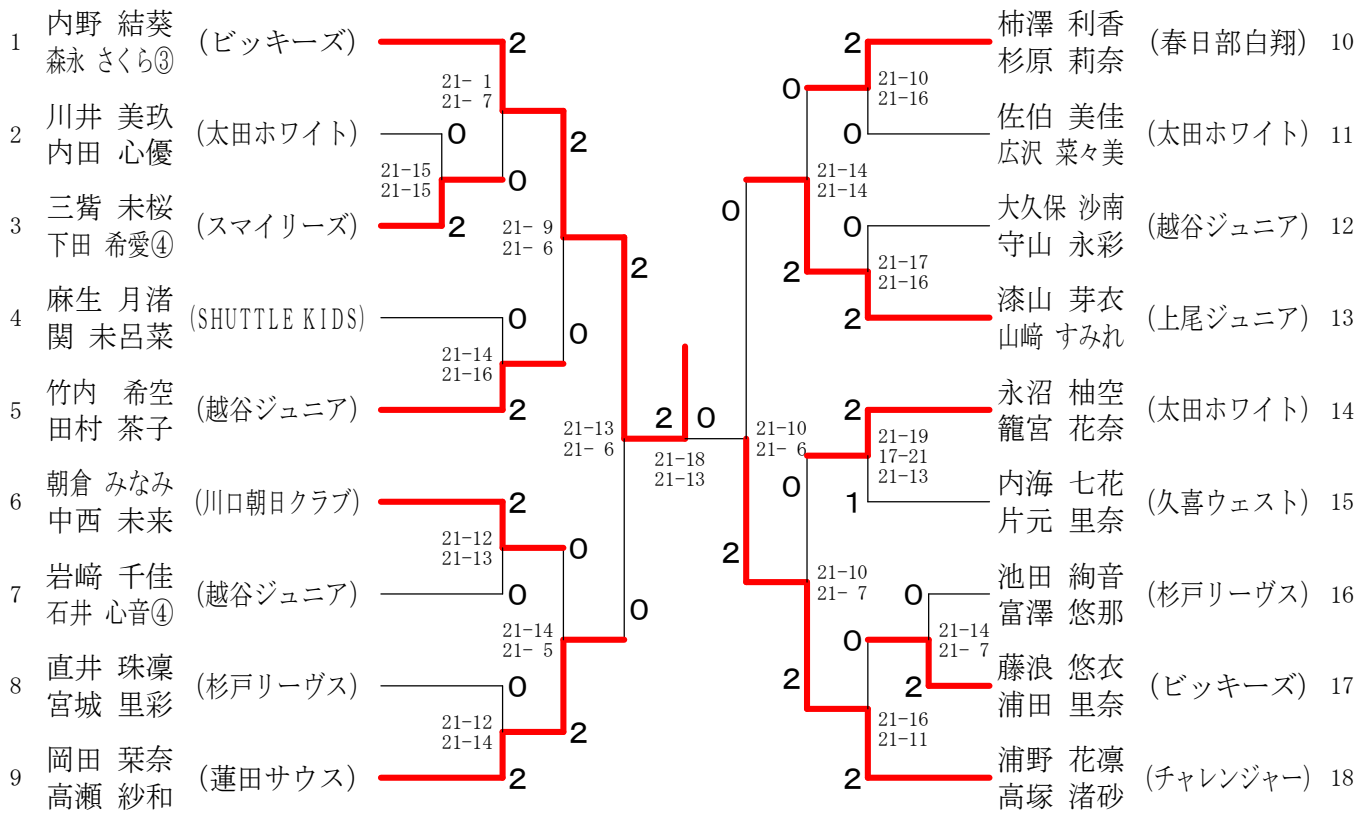 1 内野 結葵 (ビッキーズ)
森永 さくら③
2
21- 1
21- 7
2 川井 美玖 (太田ホワイト)
内田 心優
0
2
21-15
21-15
0
3 三觜 未桜 (スマイリーズ)
下田 希愛④
2
21- 9
21- 6
2
4 麻生 月渚 (SHUTTLE KIDS)
関 未呂菜
0
0
21-14
21-16
5 竹内 希空 (越谷ジュニア)
田村 茶子
2
21-13
21- 6
2
6 朝倉 みなみ (川口朝日クラブ)
中西 未来
2
21-12
21-13
0
7 岩﨑 千佳 (越谷ジュニア)
石井 心音④
0
0
21-14
21- 5
8 直井 珠凜 (杉戸リーヴス)
宮城 里彩
0
21-12
21-14
2
9 岡田 栞奈 (蓮田サウス)
高瀬 紗和
2
0
21-18
21-13
柿澤 利香 (春日部白翔) 10
杉原 莉奈
2
0
21-10
21-16
佐伯 美佳 (太田ホワイト) 11
広沢 菜々美
0
21-14
21-14
0
大久保 沙南 (越谷ジュニア) 12
守山 永彩
0
2
21-17
21-16
漆山 芽衣 (上尾ジュニア) 13
山﨑 すみれ
2
21-10
21- 6
永沼 柚空 (太田ホワイト) 14
籠宮 花奈
2
21-19
17-21
21-13
0
内海 七花 (久喜ウェスト) 15
片元 里奈
1
2
21-10
21- 7
池田 絢音 (杉戸リーヴス) 16
富澤 悠那
0
21-14
21- 7
0
藤浪 悠衣 (ビッキーズ) 17
浦田 里奈
2
2
21-16
21-11
浦野 花凛 (チャレンジャー) 18
高塚 渚砂
2